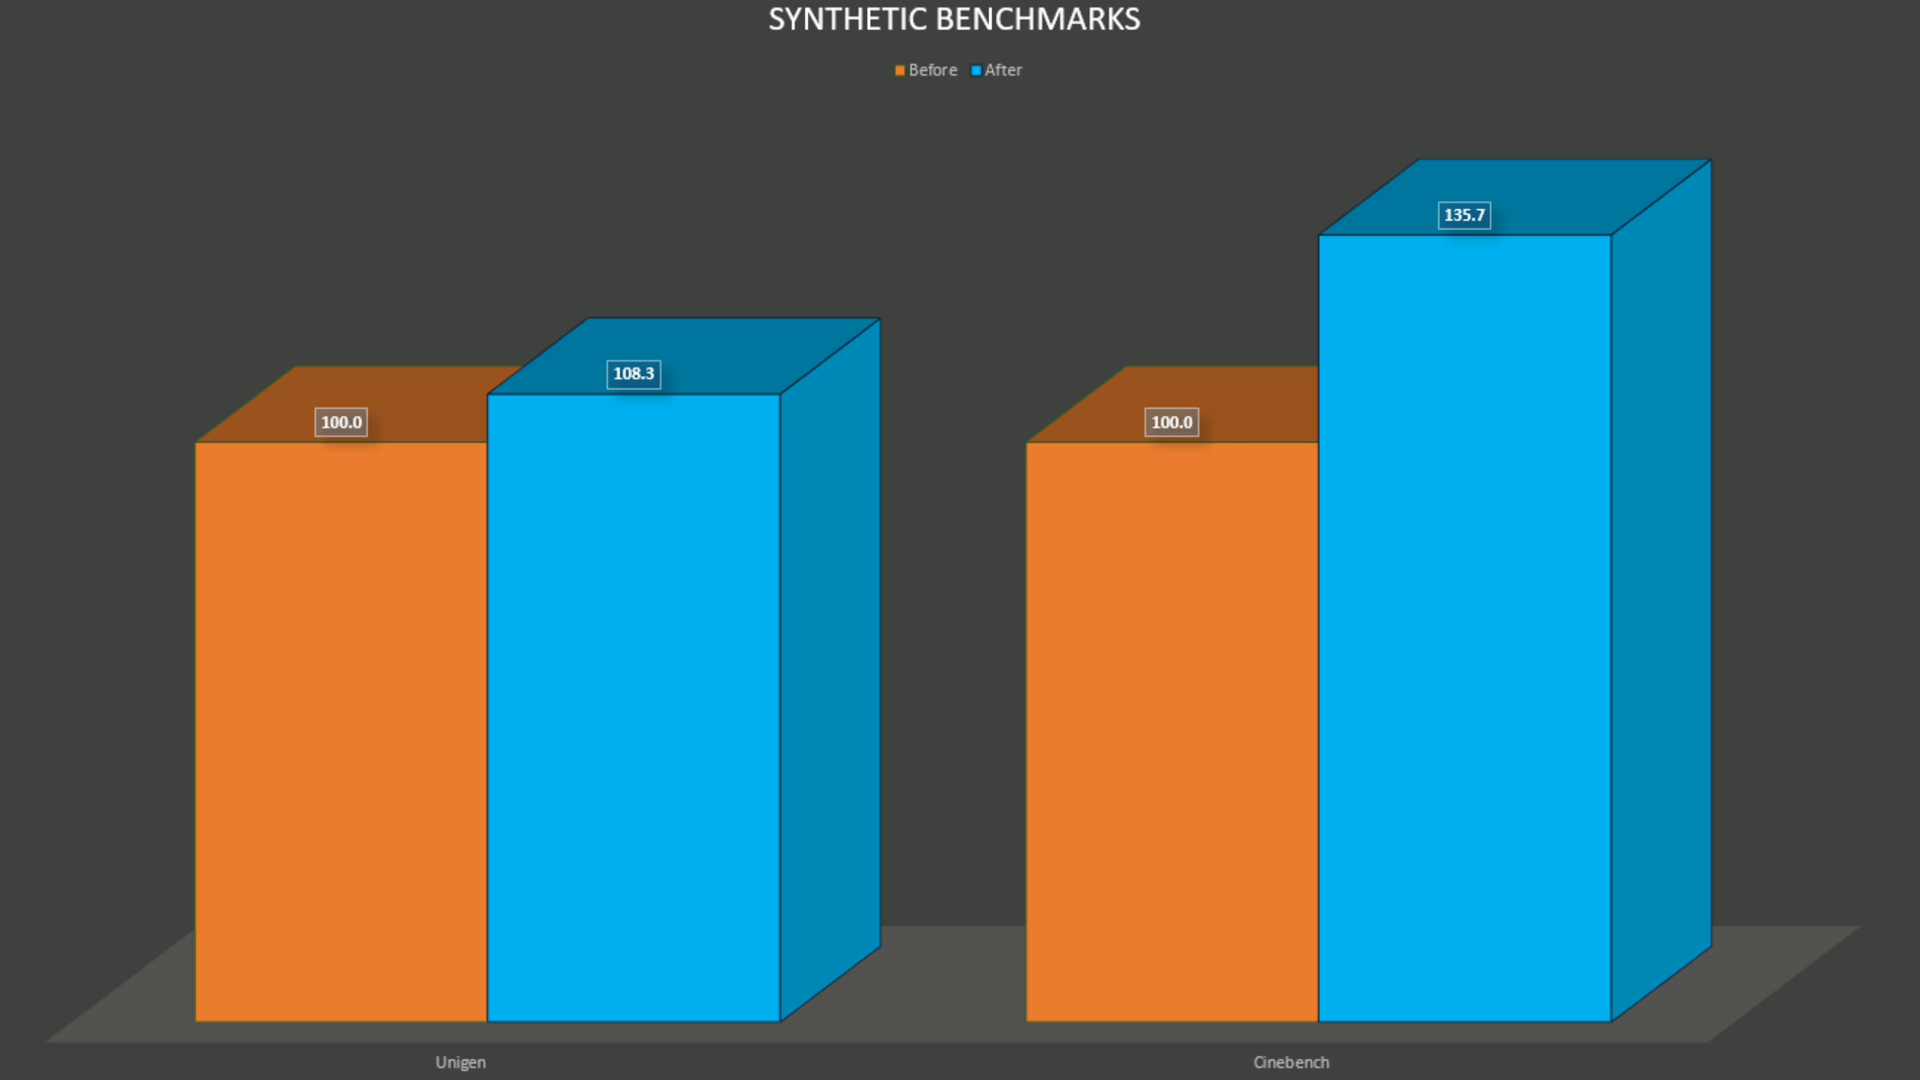 SYNTHETIC BENCHMARKS
Before After
135.7
108.3
100.0 100.0
Unigen Cinebench